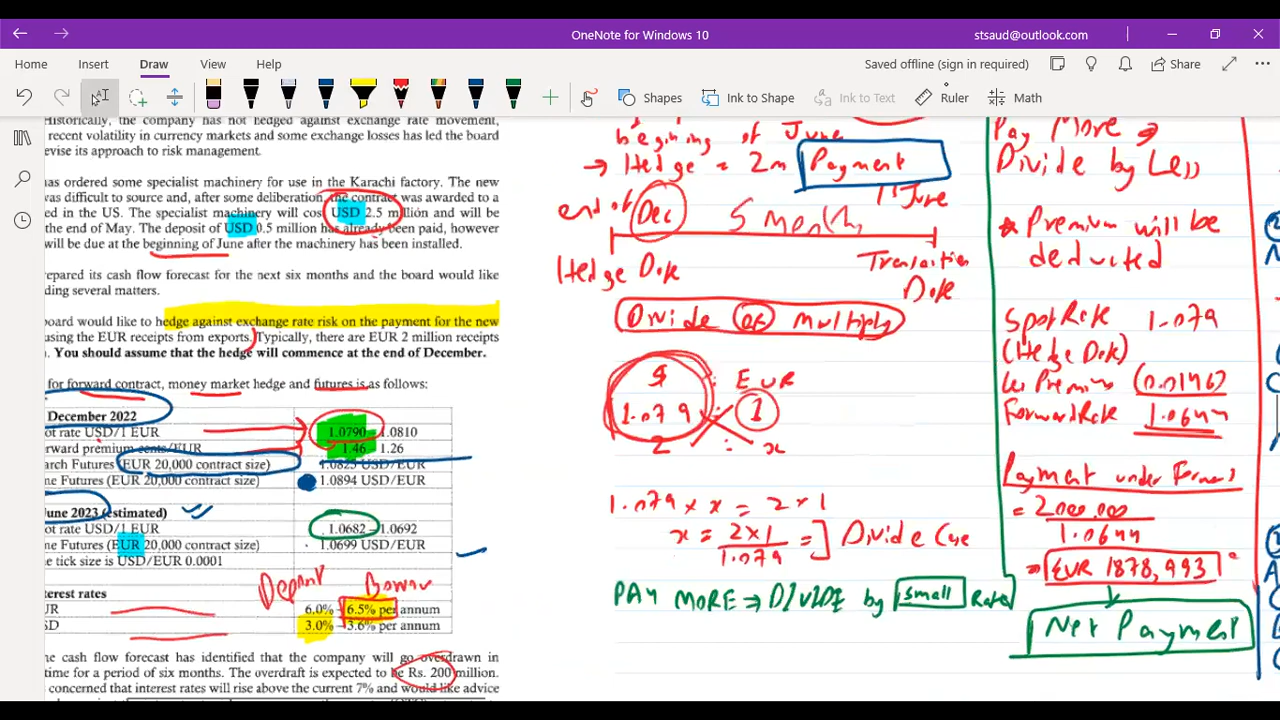 OneNote for Windows 10
stsaud@outlook.com
Home Insert Draw View Help
Saved offline (sign in required)
Share
Shapes
Ink to Shape
Ink to Text
Ruler
Math
Historically, the company has not hedged against exchange rate movement,
recent volatility in currency markets and some exchange losses has led the board
evise its approach to risk management.
has ordered some specialist machinery for use in the Karachi factory. The new
was difficult to source and, after some deliberation, the contract was awarded to a
ed in the US. The specialist machinery will cost USD 2.5 million and will be
the end of May. The deposit of USD 0.5 million has already been paid, however
will be due at the beginning of June after the machinery has been installed.
repared its cash flow forecast for the next six months and the board would like
ding several matters.
oard would like to hedge against exchange rate risk on the payment for the new
using the EUR receipts from exports. Typically, there are EUR 2 million receipts
. You should assume that the hedge will commence at the end of December.
for forward contract, money market hedge and futures is as follows:
December 2022
ot rate USD/1 EUR 1.0790 – 1.0810
rward premium cents/EUR 1.46 1.26
arch Futures (EUR 20,000 contract size) 1.0825 USD/EUR
ne Futures (EUR 20,000 contract size) 1.0894 USD/EUR
June 2023 (estimated)
ot rate USD/1 EUR 1.0682 – 1.0692
ne Futures (EUR 20,000 contract size) 1.0699 USD/EUR
ne tick size is USD/EUR 0.0001
Deposit Borrow
terest rates
UR 6.0% – 6.5% per annum
SD 3.0% – 3.6% per annum
he cash flow forecast has identified that the company will go overdrawn in
time for a period of six months. The overdraft is expected to be Rs. 200 million.
concerned that interest rates will rise above the current 7% and would like advice
beginning of June
→ Hedge = 2m Payment
end of Dec 5 months 1st June
Hedge Date Transaction
Date
Divide or Multiply
$ : EUR
1.079 : 1
2 : x
1.079 x x = 2 x 1
x = 2 x 1 = ] Divide Case
1.079
PAY MORE ⇒ DIVIDE by small Rate
Pay More →
Divide by Less
* Premium will be
deducted
Spot Rate 1.079
(Hedge Date)
Less Premium (0.0146)
Forward Rate 1.0644
Payment under Forward
= 2000,000
1.0644
⇒ EUR 1878,993
Net Payment